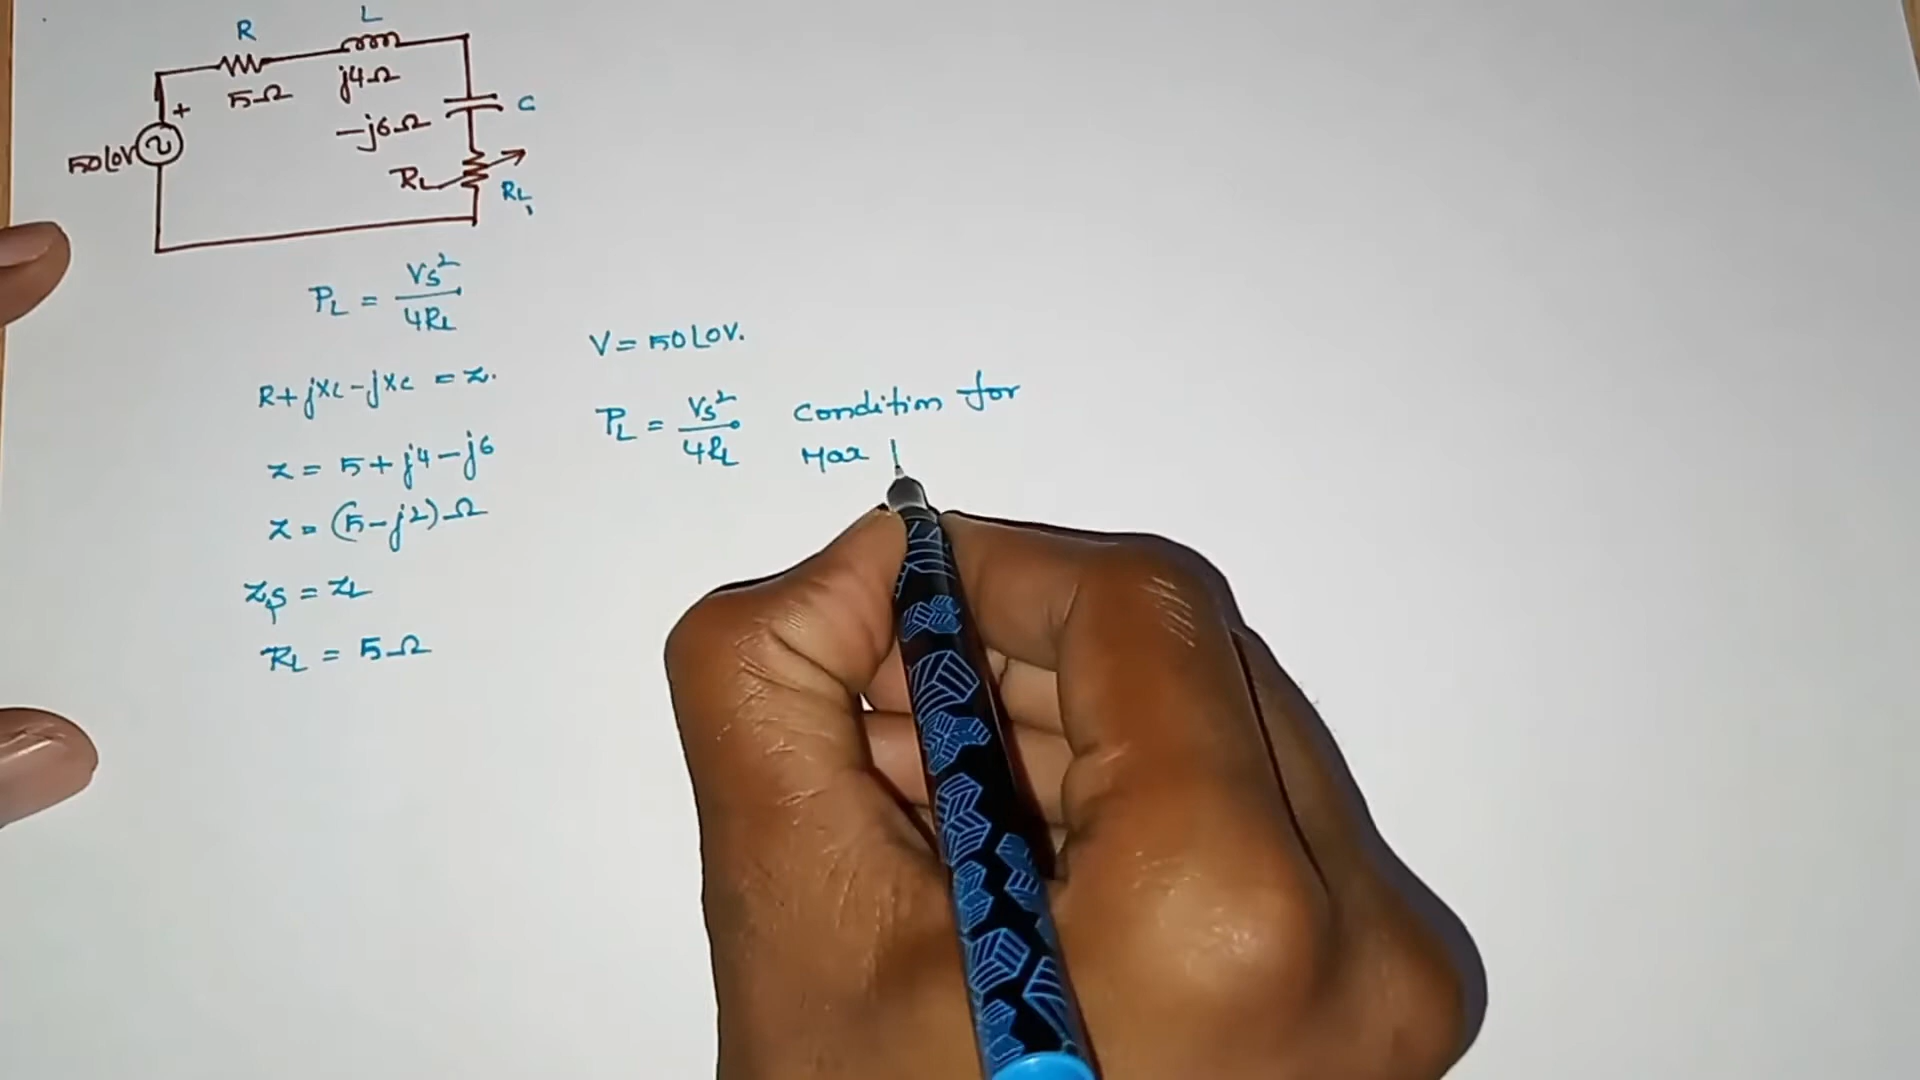 R
L
5Ω
j4Ω
+
C
-j6Ω
50∠0V
RL
RL
PL = Vs²/4RL
R+jXL-jXC = Z.
Z = 5+j4-j6
Z = (5-j2)Ω
ZS = ZL
RL = 5Ω
V = 50∠0V.
PL = Vs²/4RL
Condition for
Max